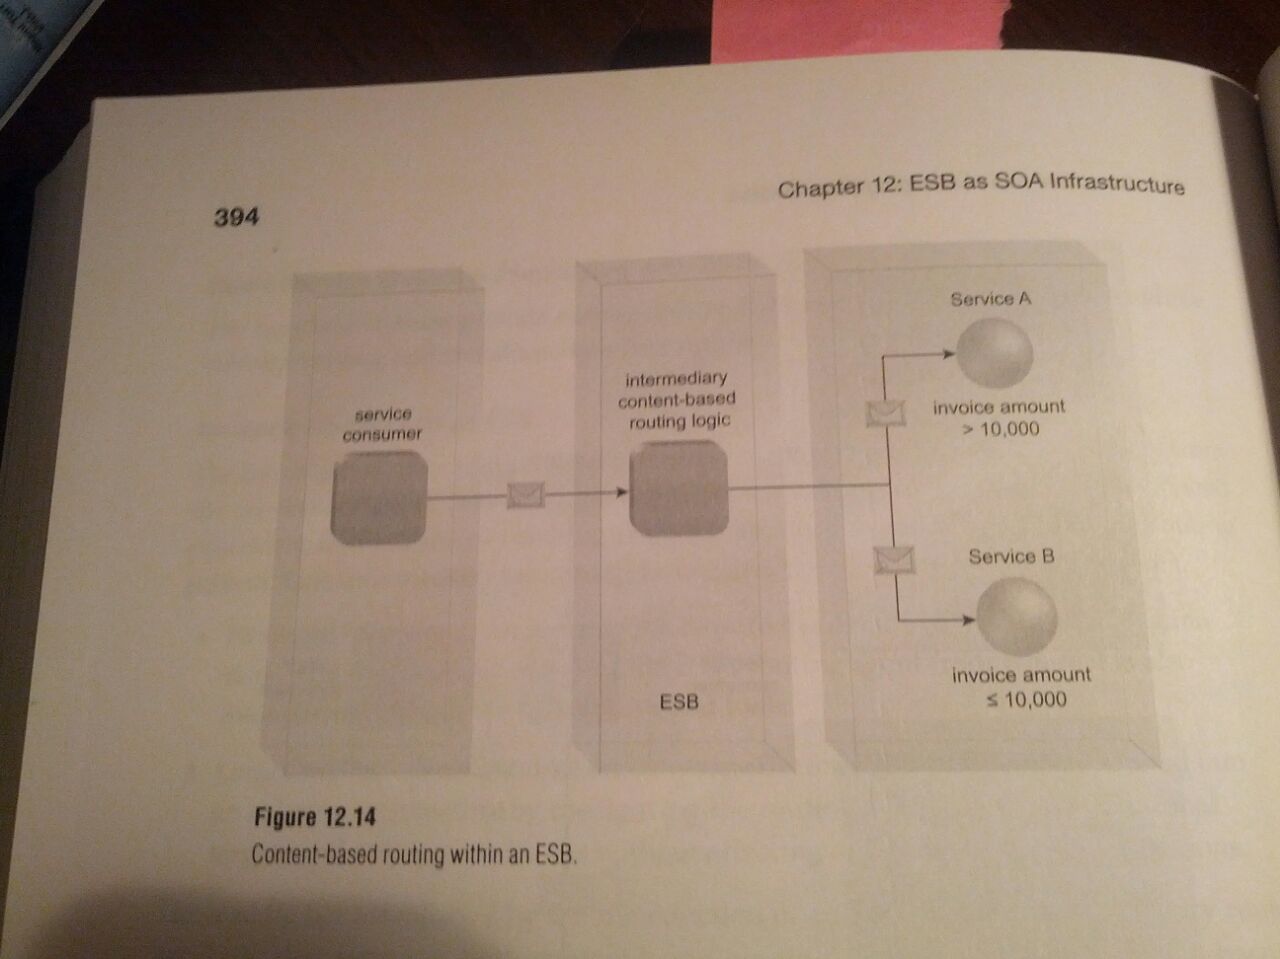 Chapter 12: ESB as SOA Infrastructure
394
service
consumer
intermediary
content-based
routing logic
ESB
Service A
invoice amount
> 10,000
Service B
invoice amount
≤ 10,000
Figure 12.14
Content-based routing within an ESB.